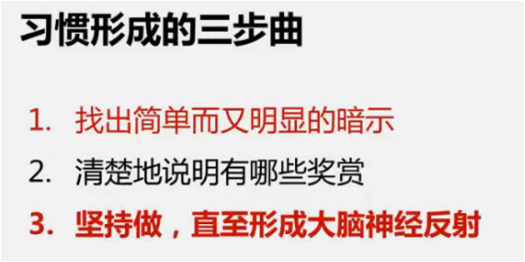 习惯形成的三步曲
1. 找出简单而又明显的暗示
2. 清楚地说明有哪些奖赏
3. 坚持做，直至形成大脑神经反射